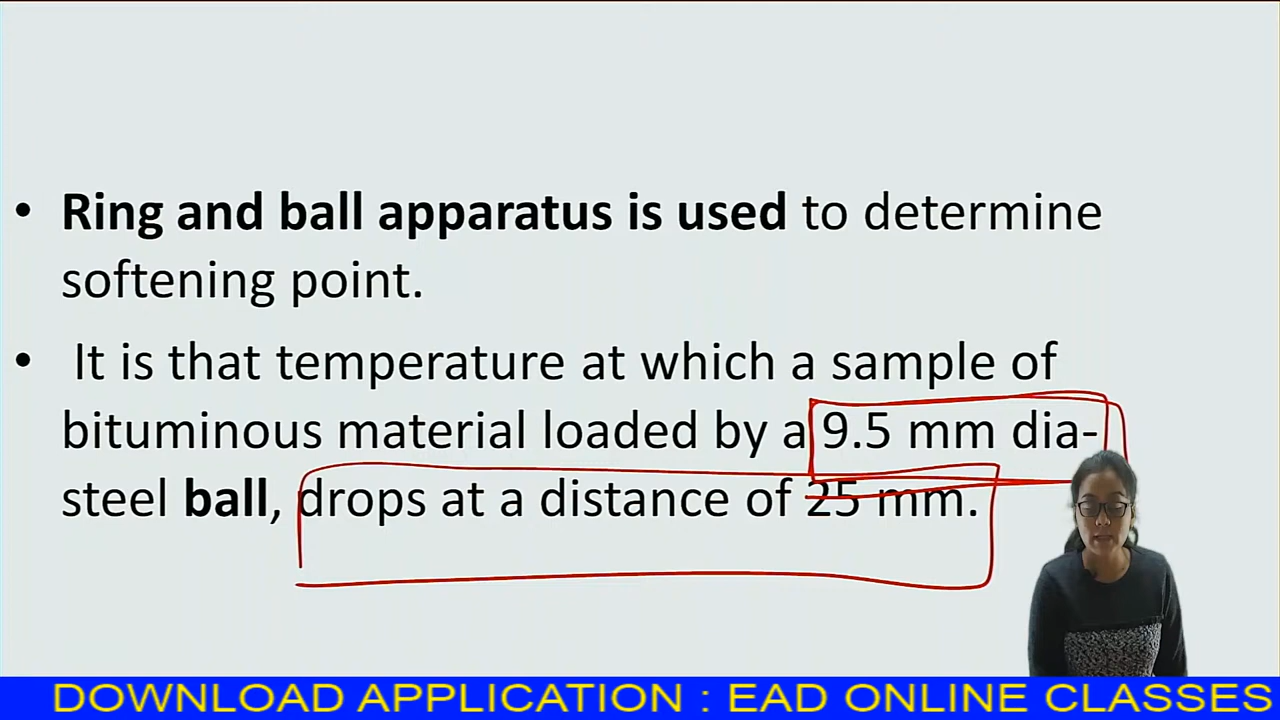 • Ring and ball apparatus is used to determine
softening point.
• It is that temperature at which a sample of
bituminous material loaded by a 9.5 mm dia-
steel ball, drops at a distance of 25 mm.
DOWNLOAD APPLICATION : EAD ONLINE CLASSES